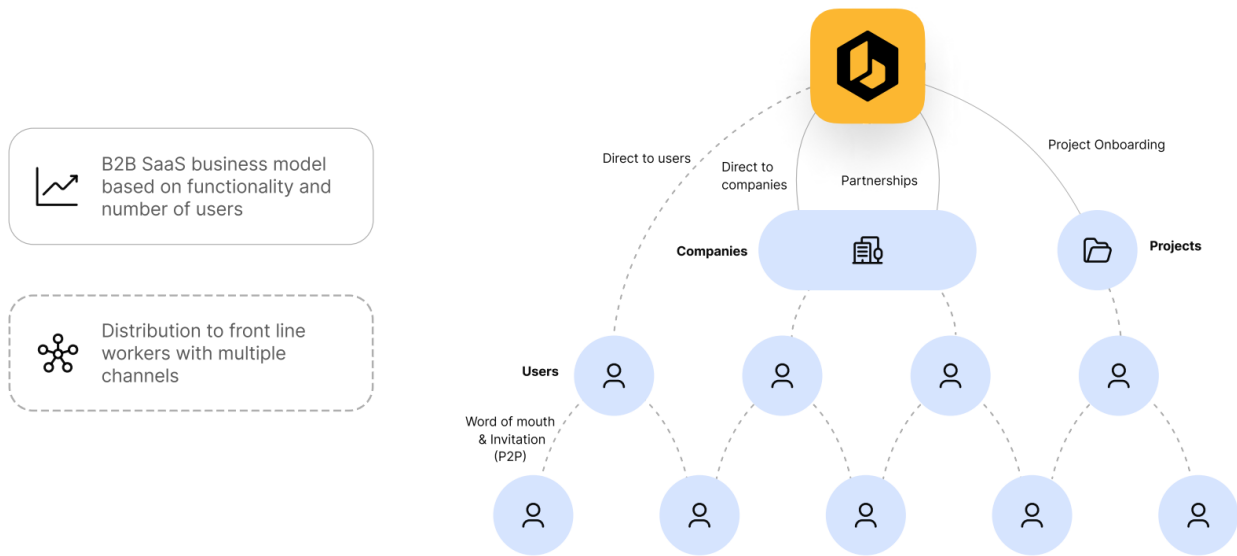 B2B SaaS business model
based on functionality and
number of users
Distribution to front line
workers with multiple
channels
Direct to users
Direct to
companies
Partnerships
Project Onboarding
Companies
Projects
Users
Word of mouth
& Invitation
(P2P)